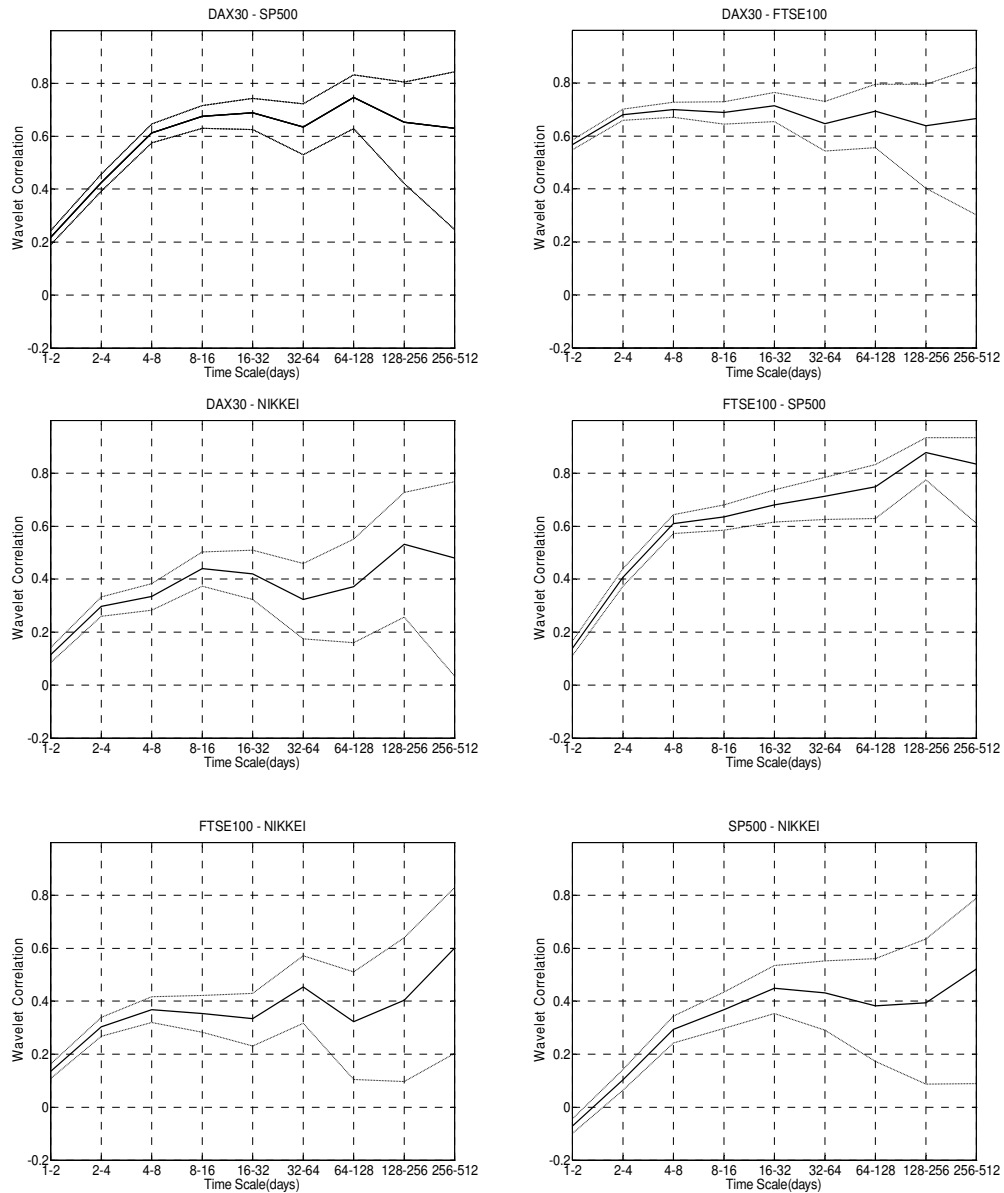 DAX30 - SP500
Wavelet Correlation
0.8
0.6
0.4
0.2
0
-0.2
1-2 2-4 4-8 8-16 16-32 32-64 64-128 128-256 256-512
Time Scale(days)
DAX30 - FTSE100
Wavelet Correlation
0.8
0.6
0.4
0.2
0
-0.2
1-2 2-4 4-8 8-16 16-32 32-64 64-128 128-256 256-512
Time Scale(days)
DAX30 - NIKKEI
Wavelet Correlation
0.8
0.6
0.4
0.2
0
-0.2
1-2 2-4 4-8 8-16 16-32 32-64 64-128 128-256 256-512
Time Scale(days)
FTSE100 - SP500
Wavelet Correlation
0.8
0.6
0.4
0.2
0
-0.2
1-2 2-4 4-8 8-16 16-32 32-64 64-128 128-256 256-512
Time Scale(days)
FTSE100 - NIKKEI
Wavelet Correlation
0.8
0.6
0.4
0.2
0
-0.2
1-2 2-4 4-8 8-16 16-32 32-64 64-128 128-256 256-512
Time Scale(days)
SP500 - NIKKEI
Wavelet Correlation
0.8
0.6
0.4
0.2
0
-0.2
1-2 2-4 4-8 8-16 16-32 32-64 64-128 128-256 256-512
Time Scale(days)